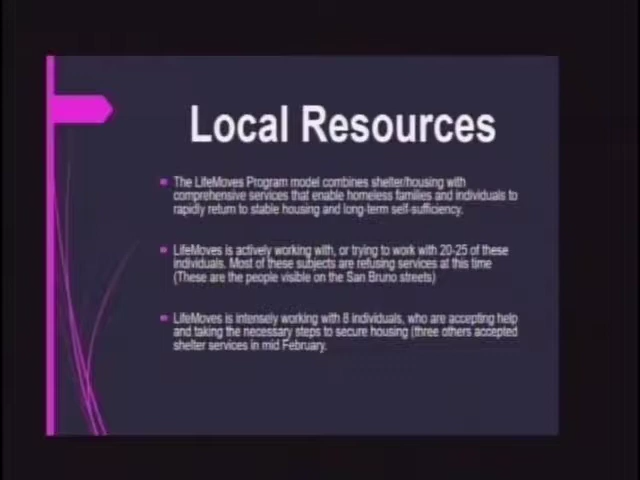 Local Resources
The LifeMoves Program model combines shelter/housing with
comprehensive services that enable homeless families and individuals to
rapidly return to stable housing and long-term self-sufficiency.
LifeMoves is actively working with, or trying to work with 20-25 of these
individuals. Most of these subjects are refusing services at this time
(These are the people visible on the San Bruno streets)
LifeMoves is intensely working with 8 individuals, who are accepting help
and taking the necessary steps to secure housing (three others accepted
shelter services in mid February.